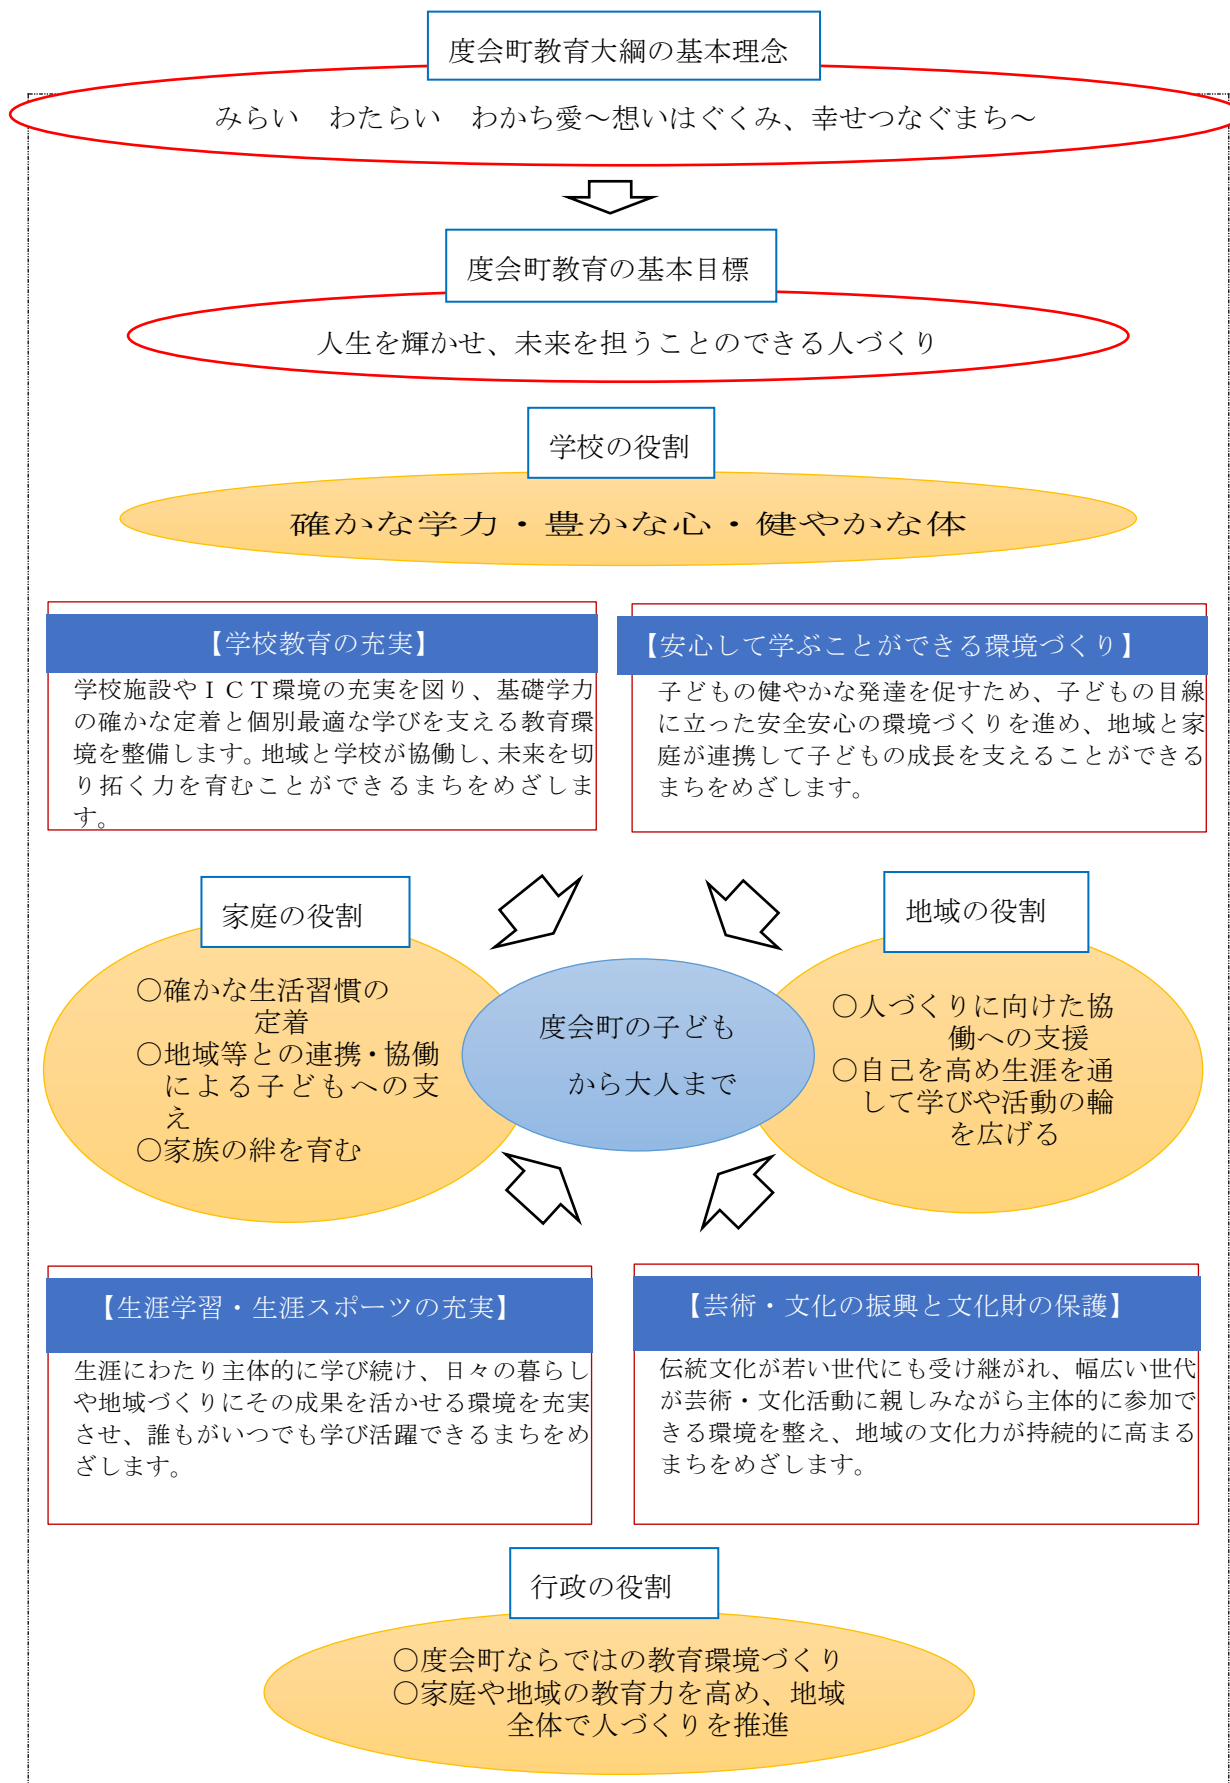 度会町教育大綱の基本理念
みらい　わたらい　わかち愛～想いはぐくみ、幸せつなぐまち～
度会町教育の基本目標
人生を輝かせ、未来を担うことのできる人づくり
学校の役割
確かな学力・豊かな心・健やかな体
【学校教育の充実】
学校施設やＩＣＴ環境の充実を図り、基礎学力
の確かな定着と個別最適な学びを支える教育環
境を整備します。地域と学校が協働し、未来を切
り拓く力を育むことができるまちをめざしま
す。
【安心して学ぶことができる環境づくり】
子どもの健やかな発達を促すため、子どもの目線
に立った安全安心の環境づくりを進め、地域と家
庭が連携して子どもの成長を支えることができる
まちをめざします。
家庭の役割
○確かな生活習慣の
定着
○地域等との連携・協働
による子どもへの支
え
○家族の絆を育む
度会町の子ども
から大人まで
地域の役割
○人づくりに向けた協
働への支援
○自己を高め生涯を通
して学びや活動の輪
を広げる
【生涯学習・生涯スポーツの充実】
生涯にわたり主体的に学び続け、日々の暮らし
や地域づくりにその成果を活かせる環境を充実
させ、誰もがいつでも学び活躍できるまちをめ
ざします。
【芸術・文化の振興と文化財の保護】
伝統文化が若い世代にも受け継がれ、幅広い世代
が芸術・文化活動に親しみながら主体的に参加で
きる環境を整え、地域の文化力が持続的に高まる
まちをめざします。
行政の役割
○度会町ならではの教育環境づくり
○家庭や地域の教育力を高め、地域
全体で人づくりを推進